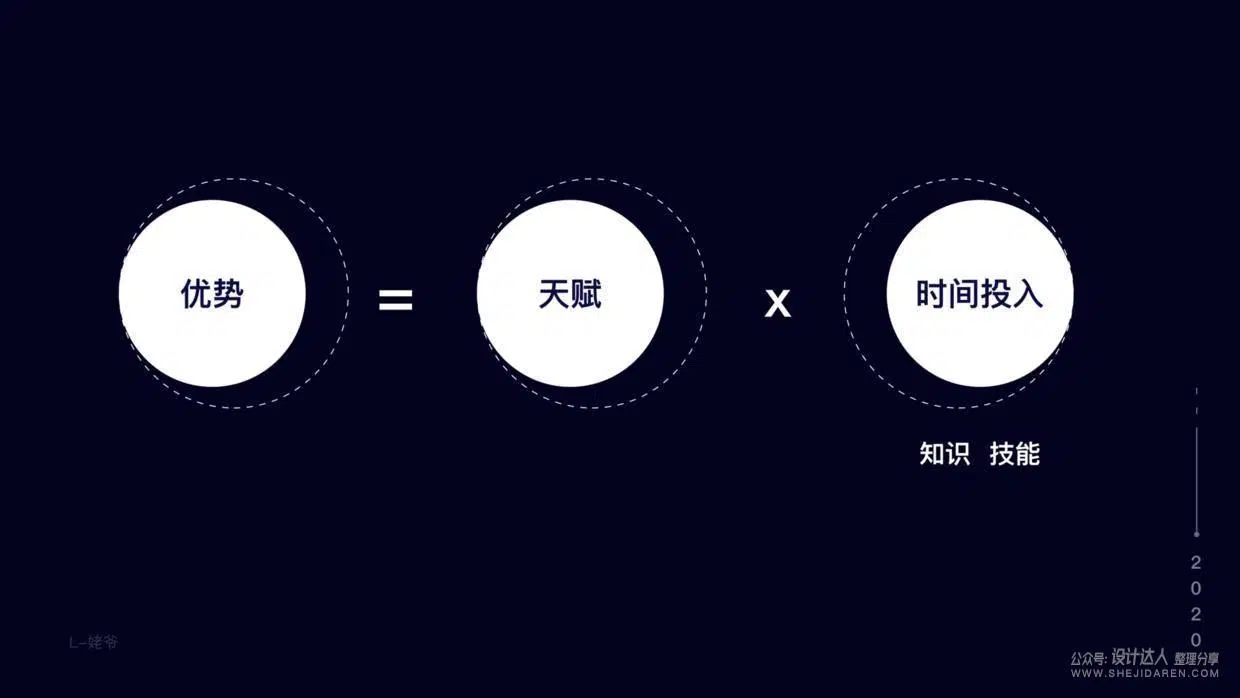 优势 = 天赋 x 时间投入
知识 技能
2020
L-姥爷
公众号: 设计达人 整理分享
WWW.SHEJIDAREN.COM